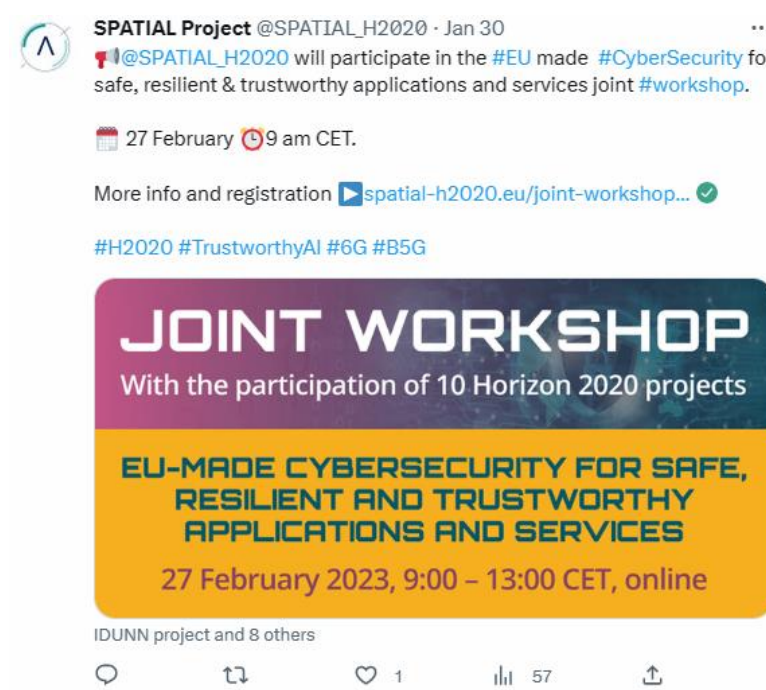 SPATIAL Project @SPATIAL_H2020 · Jan 30
@SPATIAL_H2020 will participate in the #EU made #CyberSecurity fo
safe, resilient & trustworthy applications and services joint #workshop.
27 February 9 am CET.
More info and registration spatial-h2020.eu/joint-workshop...
#H2020 #TrustworthyAI #6G #B5G
JOINT WORKSHOP
With the participation of 10 Horizon 2020 projects
EU-MADE CYBERSECURITY FOR SAFE,
RESILIENT AND TRUSTWORTHY
APPLICATIONS AND SERVICES
27 February 2023, 9:00 – 13:00 CET, online
IDUNN project and 8 others
1 57